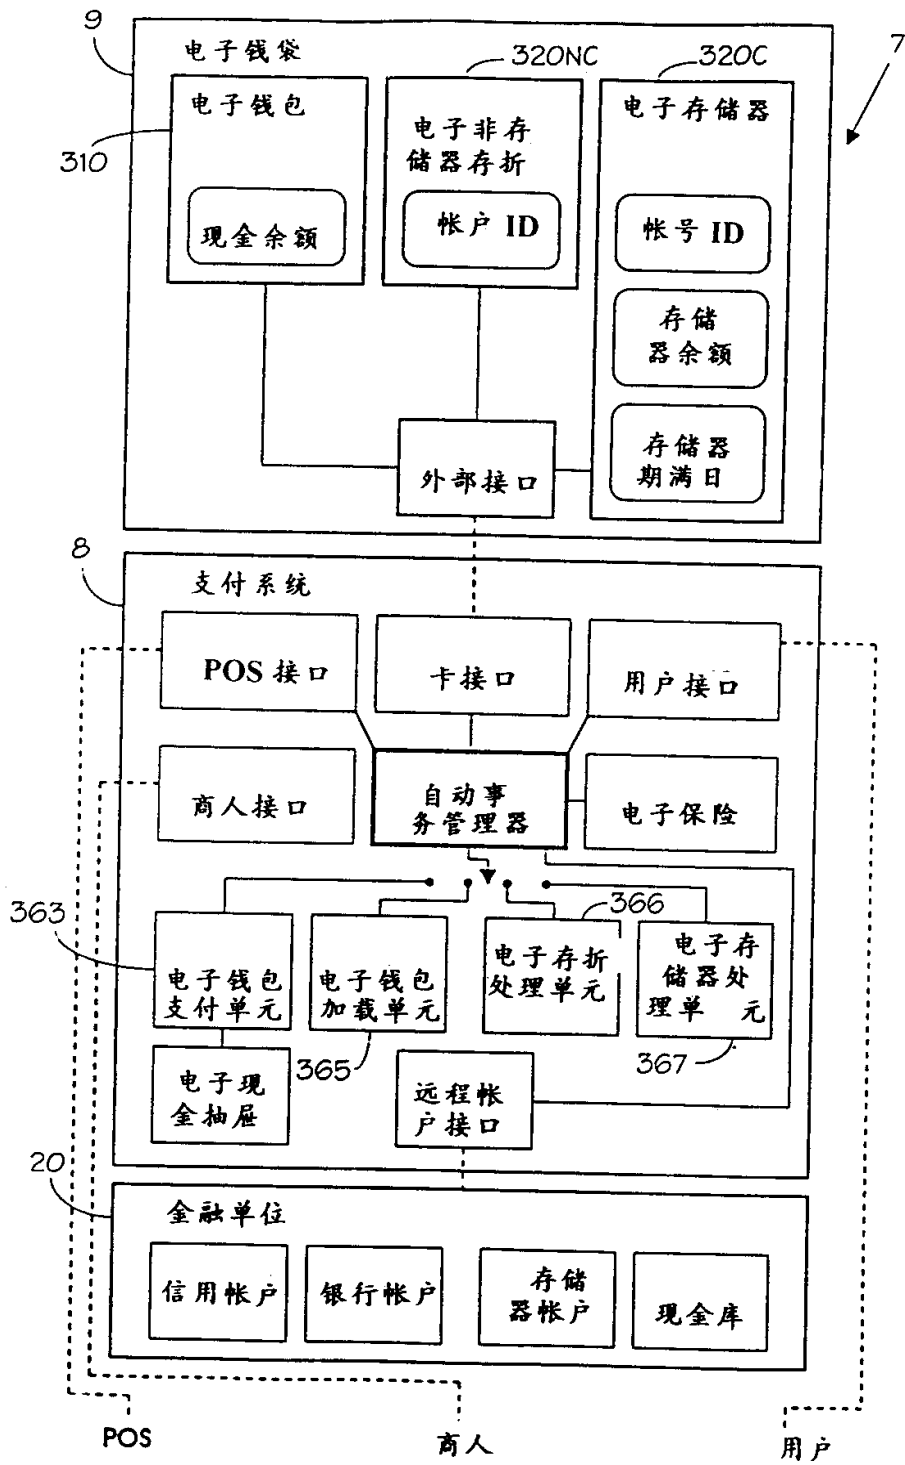 9
电子钱袋
7
320NC
320C
电子钱包
310
现金余额
电子非存
储器存折
帐户 ID
电子存储器
帐号 ID
存储
器余额
存储器
期满日
外部接口
8
支付系统
POS 接口
卡接口
用户接口
商人接口
自动事
务管理器
电子保险
363
366
电子钱包
支付单元
电子钱包
加载单元
电子存折
处理单元
电子存
储器处
理单 元
365
367
电子现
金抽屉
远程帐
户接口
20
金融单位
信用帐户
银行帐户
存储
器帐户
现金库
POS
商人
用户